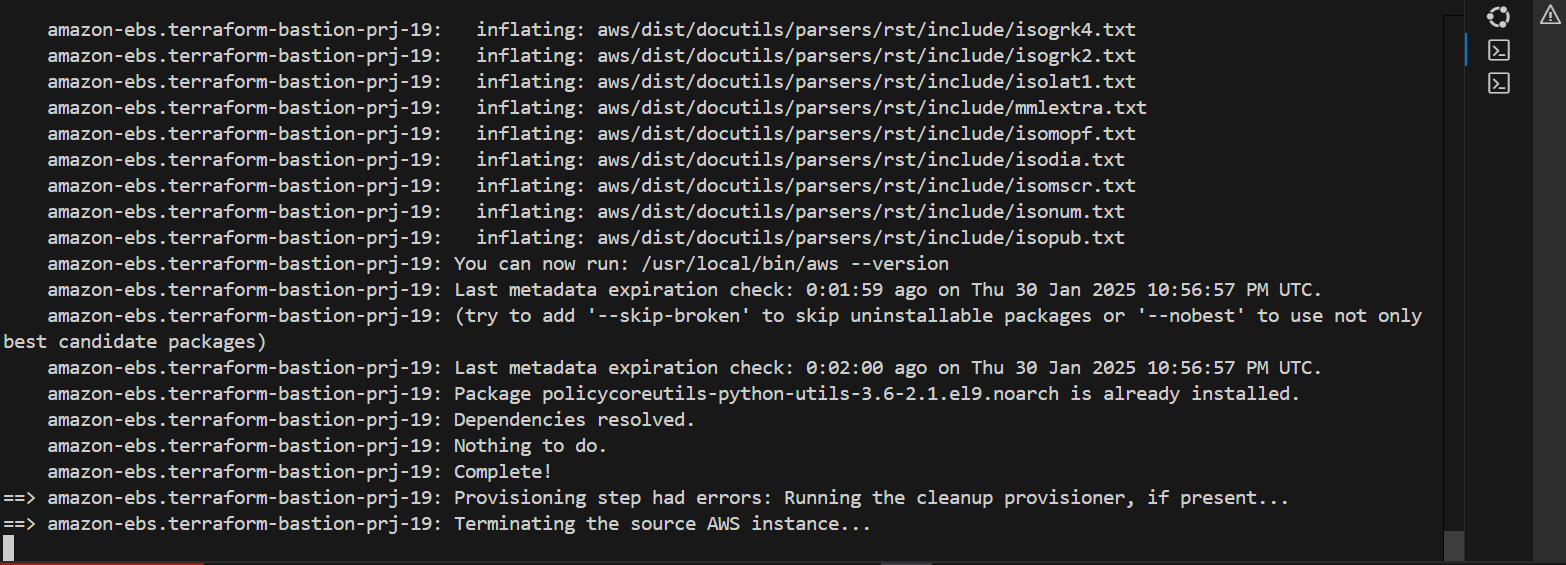 amazon-ebs.terraform-bastion-prj-19:   inflating: aws/dist/docutils/parsers/rst/include/isogrk4.txt
amazon-ebs.terraform-bastion-prj-19:   inflating: aws/dist/docutils/parsers/rst/include/isogrk2.txt
amazon-ebs.terraform-bastion-prj-19:   inflating: aws/dist/docutils/parsers/rst/include/isolat1.txt
amazon-ebs.terraform-bastion-prj-19:   inflating: aws/dist/docutils/parsers/rst/include/mmlextra.txt
amazon-ebs.terraform-bastion-prj-19:   inflating: aws/dist/docutils/parsers/rst/include/isomopf.txt
amazon-ebs.terraform-bastion-prj-19:   inflating: aws/dist/docutils/parsers/rst/include/isodia.txt
amazon-ebs.terraform-bastion-prj-19:   inflating: aws/dist/docutils/parsers/rst/include/isomscr.txt
amazon-ebs.terraform-bastion-prj-19:   inflating: aws/dist/docutils/parsers/rst/include/isonum.txt
amazon-ebs.terraform-bastion-prj-19:   inflating: aws/dist/docutils/parsers/rst/include/isopub.txt
amazon-ebs.terraform-bastion-prj-19: You can now run: /usr/local/bin/aws --version
amazon-ebs.terraform-bastion-prj-19: Last metadata expiration check: 0:01:59 ago on Thu 30 Jan 2025 10:56:57 PM UTC.
amazon-ebs.terraform-bastion-prj-19: (try to add '--skip-broken' to skip uninstallable packages or '--nobest' to use not only
best candidate packages)
amazon-ebs.terraform-bastion-prj-19: Last metadata expiration check: 0:02:00 ago on Thu 30 Jan 2025 10:56:57 PM UTC.
amazon-ebs.terraform-bastion-prj-19: Package policycoreutils-python-utils-3.6-2.1.el9.noarch is already installed.
amazon-ebs.terraform-bastion-prj-19: Dependencies resolved.
amazon-ebs.terraform-bastion-prj-19: Nothing to do.
amazon-ebs.terraform-bastion-prj-19: Complete!
==> amazon-ebs.terraform-bastion-prj-19: Provisioning step had errors: Running the cleanup provisioner, if present...
==> amazon-ebs.terraform-bastion-prj-19: Terminating the source AWS instance...